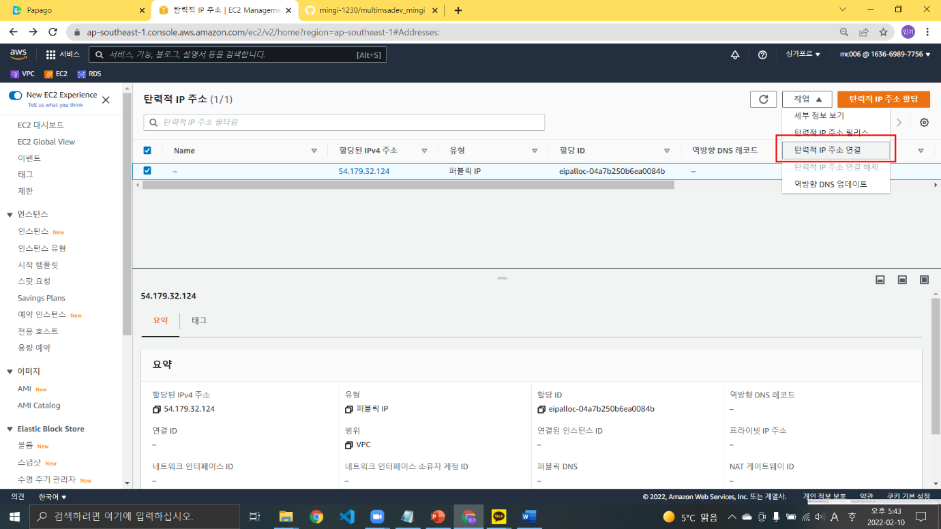 Papago
탄력적 IP 주소 | EC2 Manageme
mingi-1230/multimsadev_mingi
ap-southeast-1.console.aws.amazon.com/ec2/v2/home?region=ap-southeast-1#Addresses:
민기
aws
서비스
서비스, 기능, 블로그, 설명서 등을 검색합니다.
[Alt+S]
싱가포르
mc006 @ 1636-6989-7756
VPC
EC2
RDS
New EC2 Experience
Tell us what you think
EC2 대시보드
EC2 Global View
이벤트
태그
제한
인스턴스
인스턴스 New
인스턴스 유형
시작 템플릿
스팟 요청
Savings Plans
예약 인스턴스 New
전용 호스트
용량 예약
이미지
AMI New
AMI Catalog
Elastic Block Store
볼륨 New
스냅샷 New
수명 주기 관리자 New
탄력적 IP 주소 (1/1)
작업
탄력적 IP 주소 할당
탄력적 IP 주소 필터링
세부 정보 보기
탄력적 IP 주소 릴리스
탄력적 IP 주소 연결
탄력적 IP 주소 연결 해제
역방향 DNS 업데이트
Name
할당된 IPv4 주소
유형
할당 ID
역방향 DNS 레코드
–
54.179.32.124
퍼블릭 IP
eipalloc-04a7b250b6ea0084b
–
54.179.32.124
요약
태그
요약
할당된 IPv4 주소
54.179.32.124
유형
퍼블릭 IP
할당 ID
eipalloc-04a7b250b6ea0084b
역방향 DNS 레코드
–
연결 ID
–
범위
VPC
연결된 인스턴스 ID
–
프라이빗 IP 주소
–
네트워크 인터페이스 ID
–
네트워크 인터페이스 소유자 계정 ID
–
퍼블릭 DNS
–
NAT 게이트웨이 ID
–
의견
한국어
© 2022, Amazon Web Services, Inc. 또는 계열사.
개인 정보 보호
약관
쿠키 기본 설정
검색하려면 여기에 입력하십시오.
5°C 맑음
A
오후 5:43
2022-02-10